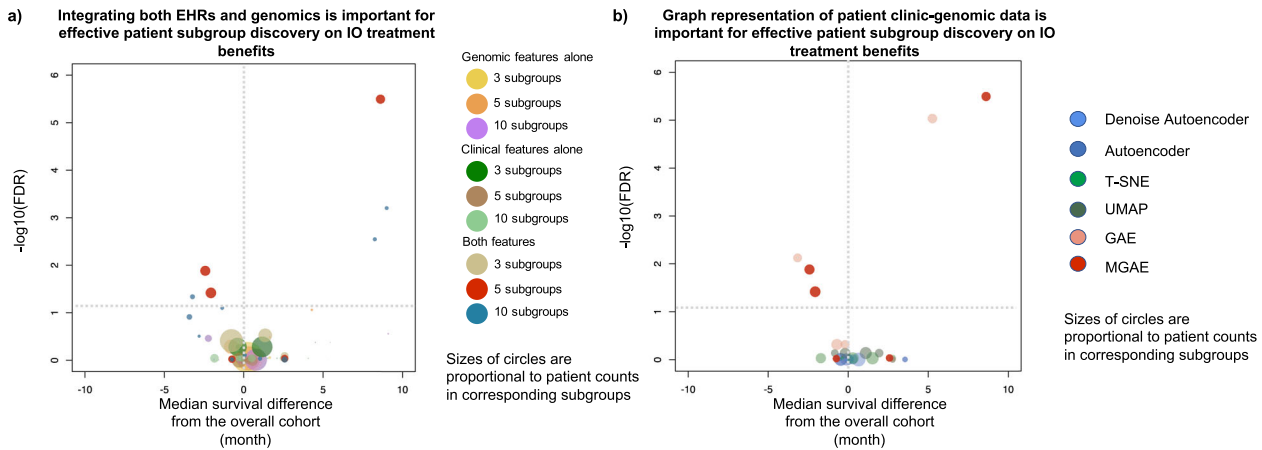 a)
Integrating both EHRs and genomics is important for
effective patient subgroup discovery on IO treatment
benefits
-log10(FDR)
6
5
4
3
2
1
0
-10
-5
0
5
10
Median survival difference
from the overall cohort
(month)
Genomic features alone
3 subgroups
5 subgroups
10 subgroups
Clinical features alone
3 subgroups
5 subgroups
10 subgroups
Both features
3 subgroups
5 subgroups
10 subgroups
Sizes of circles are
proportional to patient counts
in corresponding subgroups
b)
Graph representation of patient clinic-genomic data is
important for effective patient subgroup discovery on IO
treatment benefits
-log10(FDR)
6
5
4
3
2
1
0
-10
-5
0
5
10
Median survival difference
from the overall cohort
(month)
Denoise Autoencoder
Autoencoder
T-SNE
UMAP
GAE
MGAE
Sizes of circles are
proportional to patient counts
in corresponding subgroups